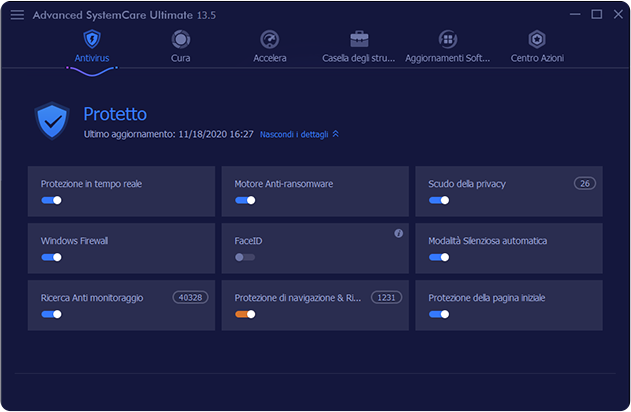 Advanced SystemCare Ultimate 13.5
Antivirus Cura Accelera Casella degli stru... Aggiornamenti Soft... Centro Azioni
Protetto
Ultimo aggiornamento: 11/18/2020 16:27 Nascondi i dettagli
Protezione in tempo reale Motore Anti-ransomware Scudo della privacy 26
Windows Firewall FaceID i Modalità Silenziosa automatica
Ricerca Anti monitoraggio 40328 Protezione di navigazione & Ri... 1231 Protezione della pagina iniziale